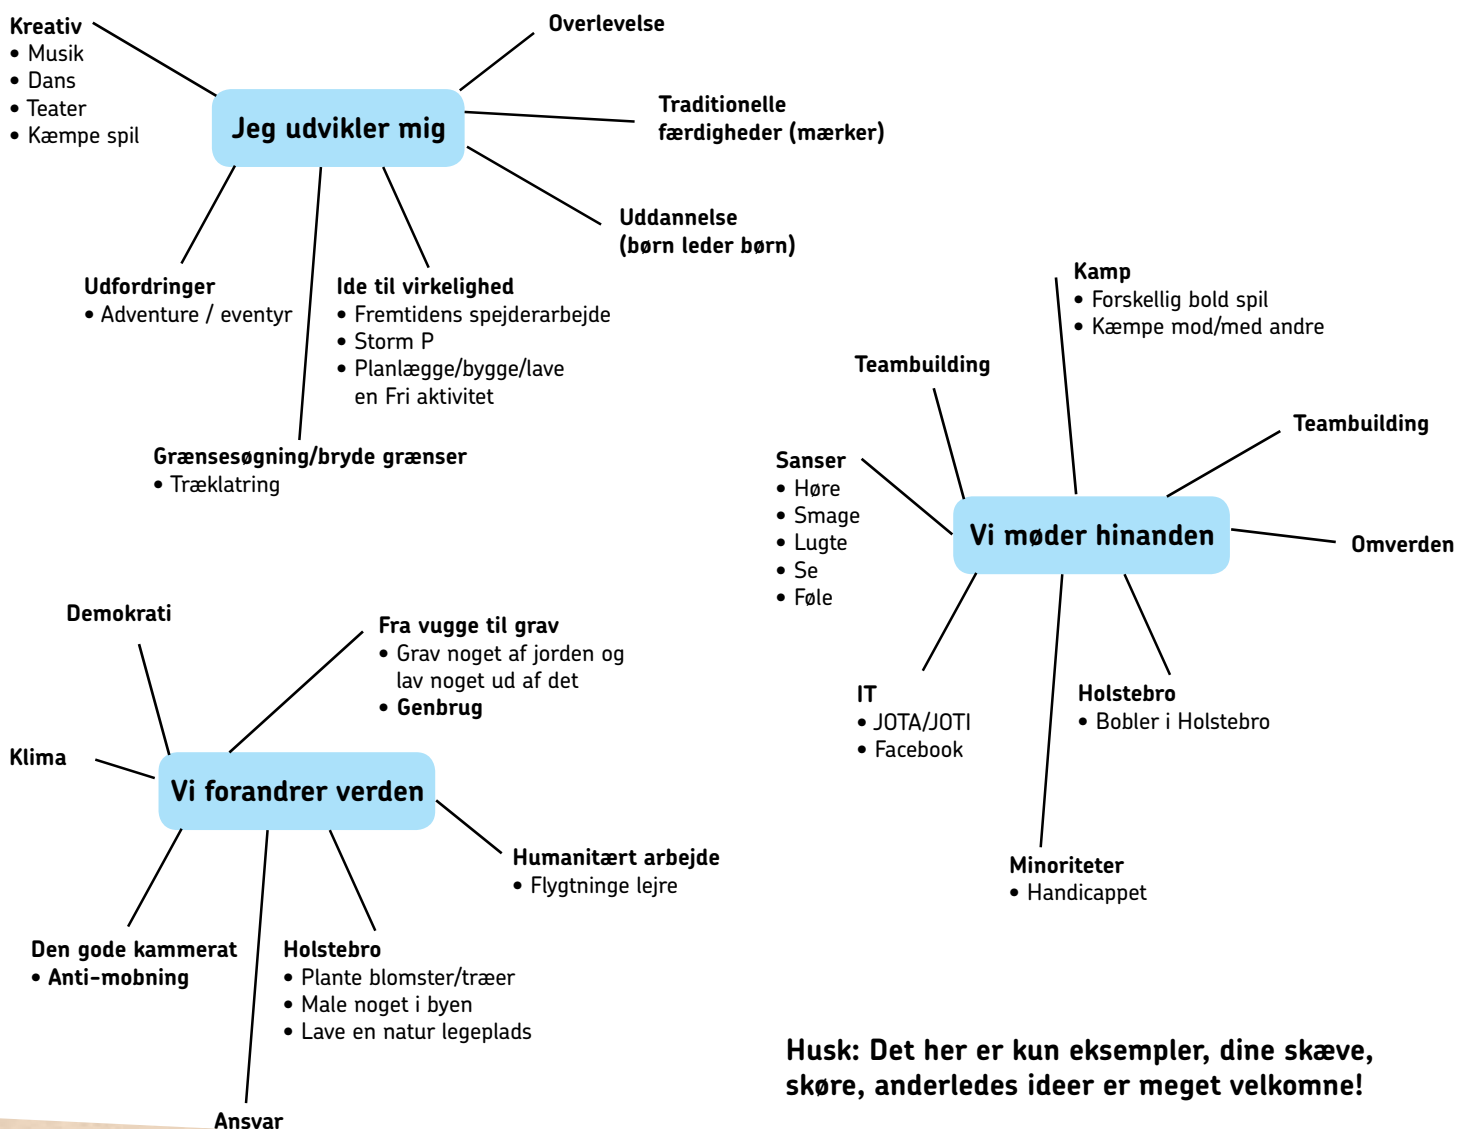 Kreativ
• Musik
• Dans
• Teater
• Kæmpe spil
Overlevelse
Jeg udvikler mig
Traditionelle
færdigheder (mærker)
Uddannelse
(børn leder børn)
Udfordringer
• Adventure / eventyr
Ide til virkelighed
• Fremtidens spejderarbejde
• Storm P
• Planlægge/bygge/lave
en Fri aktivitet
Grænsesøgning/bryde grænser
• Træklatring
Kamp
• Forskellig bold spil
• Kæmpe mod/med andre
Teambuilding
Teambuilding
Sanser
• Høre
• Smage
• Lugte
• Se
• Føle
Vi møder hinanden
Omverden
IT
• JOTA/JOTI
• Facebook
Holstebro
• Bobler i Holstebro
Minoriteter
• Handicappet
Demokrati
Fra vugge til grav
• Grav noget af jorden og
lav noget ud af det
• Genbrug
Klima
Vi forandrer verden
Humanitært arbejde
• Flygtninge lejre
Den gode kammerat
• Anti-mobning
Holstebro
• Plante blomster/træer
• Male noget i byen
• Lave en natur legeplads
Ansvar
Husk: Det her er kun eksempler, dine skæve,
skøre, anderledes ideer er meget velkomne!